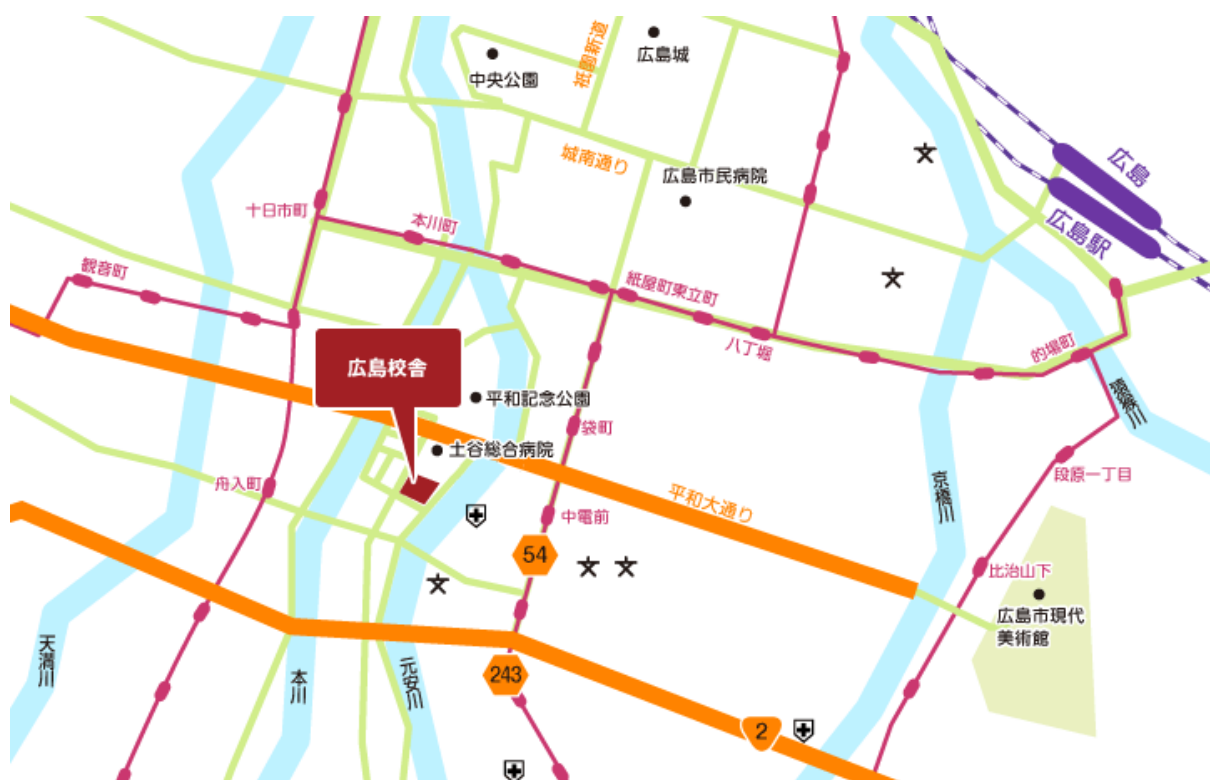 祇園新道
広島城
中央公園
城南通り
広島市民病院
広島
広島駅
十日市町
本川町
観音町
紙屋町東立町
八丁堀
的場町
猿猴川
広島校舎
平和記念公園
袋町
土谷総合病院
舟入町
段原一丁目
京橋川
平和大通り
中電前
54
比治山下
広島市現代
美術館
天満川
本川
元安川
243
2